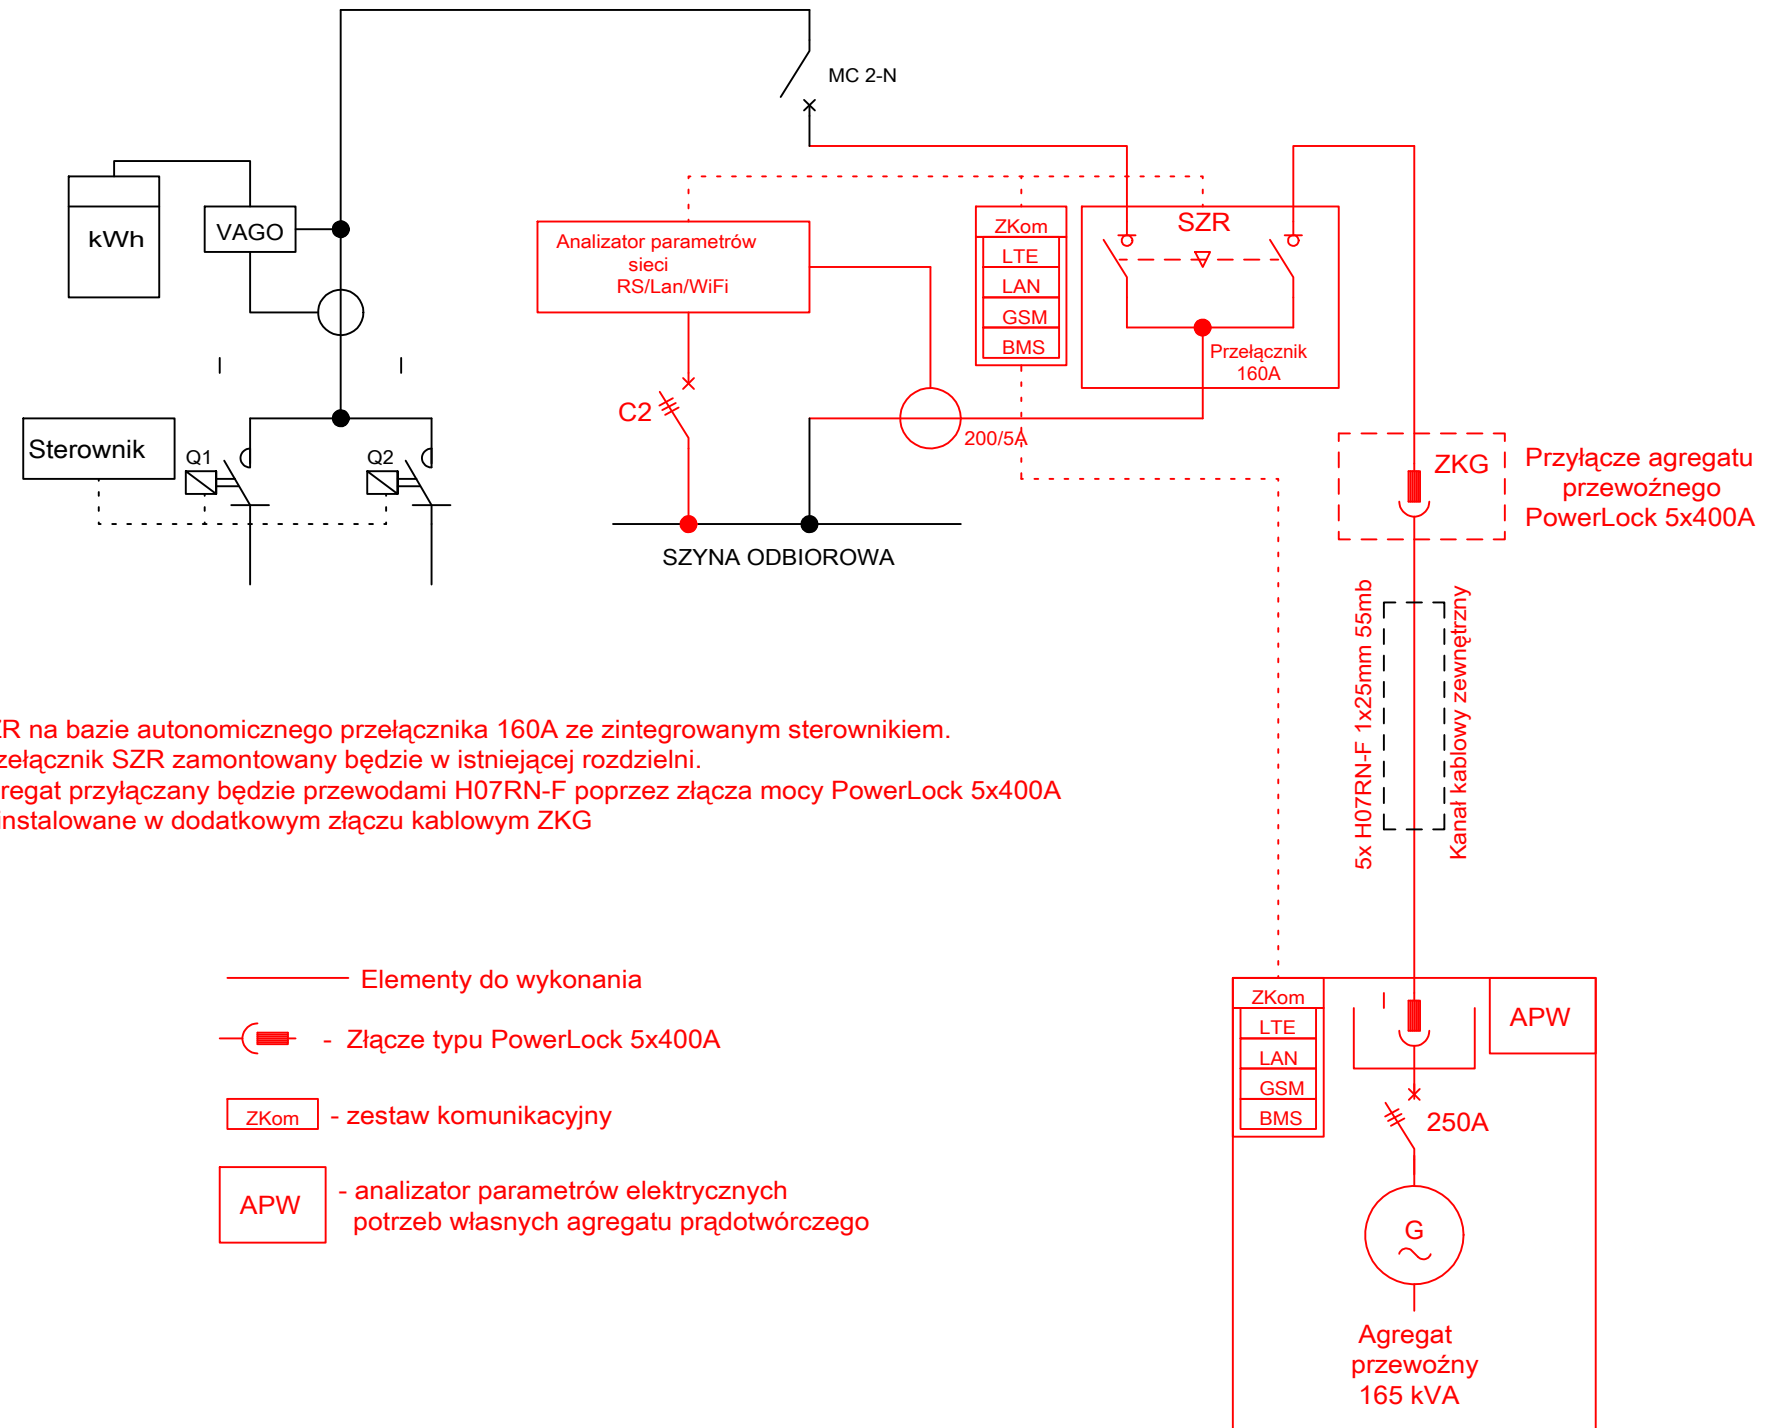 MC 2-N
kWh
VAGO
Sterownik
Q1
Q2
Analizator parametrów
sieci
RS/Lan/WiFi
C2
ZKom
LTE
LAN
GSM
BMS
SZR
Przełącznik
160A
200/5A
SZYNA ODBIOROWA
ZKG
Przyłącze agregatu
przewoźnego
PowerLock 5x400A
5x H07RN-F 1x25mm 55mb
Kanał kablowy zewnętrzny
ZR na bazie autonomicznego przełącznika 160A ze zintegrowanym sterownikiem.
zełącznik SZR zamontowany będzie w istniejącej rozdzielni.
regat przyłączany będzie przewodami H07RN-F poprzez złącza mocy PowerLock 5x400A
instalowane w dodatkowym złączu kablowym ZKG
Elementy do wykonania
- Złącze typu PowerLock 5x400A
ZKom - zestaw komunikacyjny
APW
- analizator parametrów elektrycznych
potrzeb własnych agregatu prądotwórczego
ZKom
LTE
LAN
GSM
BMS
APW
250A
G
Agregat
przewoźny
165 kVA